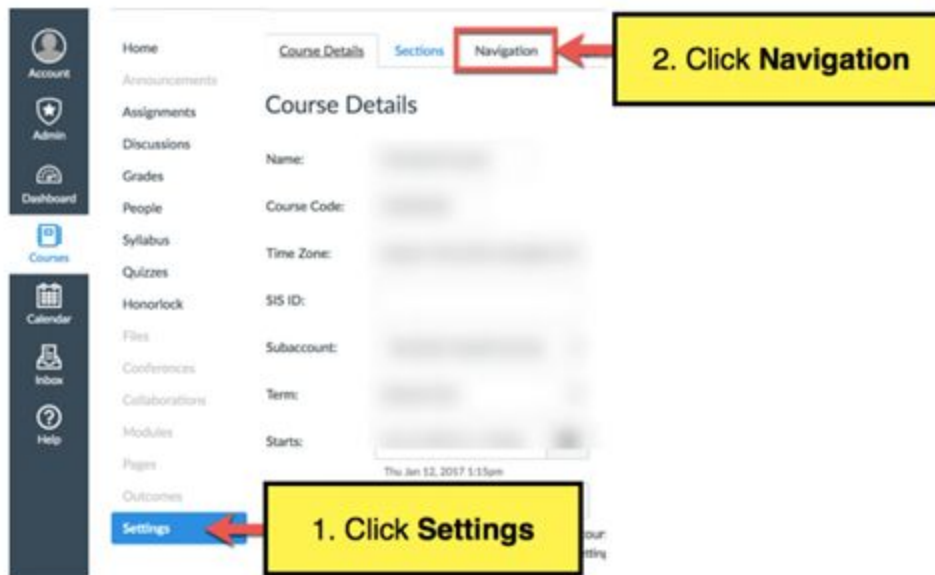 Account
Admin
Dashboard
Courses
Calendar
Inbox
Help
Home
Announcements
Assignments
Discussions
Grades
People
Syllabus
Quizzes
Honorlock
Files
Conferences
Collaborations
Modules
Pages
Outcomes
Settings
Course Details Sections Navigation
2. Click Navigation
Course Details
Name:
Course Code:
Time Zone:
SIS ID:
Subaccount:
Term:
Starts:
Thu Jan 12, 2017 1:15pm
1. Click Settings